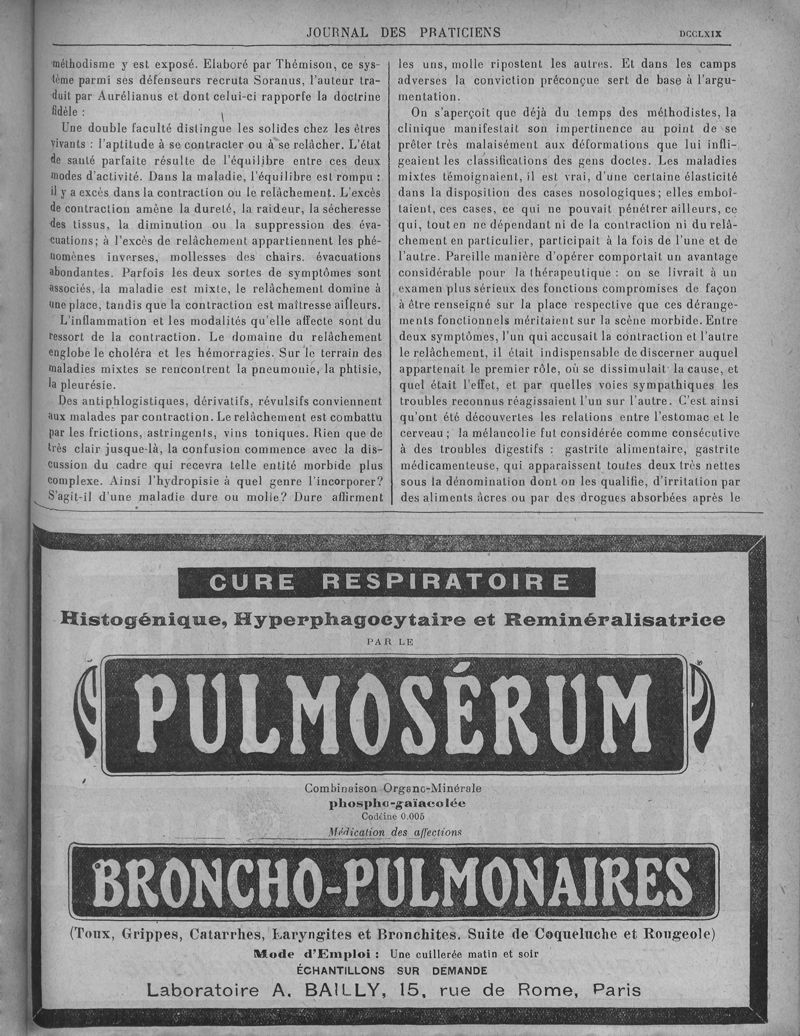 JOURNAL DES PRATICIENS
DCCLXIX
méthodisme y est exposé. Elaboré par Thémison, ce sys-
tème parmi ses défenseurs recruta Soranus, l'auteur tra-
duit par Aurélianus et dont celui-ci rapporte la doctrine
fidèle :
Une double faculté distingue les solides chez les êtres
vivants : l'aptitude à se contracter ou à se relâcher. L'état
de santé parfaite résulte de l'équilibre entre ces deux
modes d'activité. Dans la maladie, l'équilibre est rompu :
il y a excès dans la contraction ou le relâchement. L'excès
de contraction amène la dureté, la raideur, la sécheresse
des tissus, la diminution ou la suppression des éva-
cuations; à l'excès de relâchement appartiennent les phé-
nomènes inverses, mollesses des chairs. évacuations
abondantes. Parfois les deux sortes de symptômes sont
associés, la maladie est mixte, le relâchement domine à
une place, tandis que la contraction est maîtresse ailleurs.
L'inflammation et les modalités qu'elle affecte sont du
ressort de la contraction. Le domaine du relâchement
englobe le choléra et les hémorragies. Sur le terrain des
maladies mixtes se rencontrent la pneumonie, la phtisie,
la pleurésie.
Des antiphlogistiques, dérivatifs, révulsifs conviennent
aux malades par contraction. Le relâchement est combattu
par les frictions, astringents, vins toniques. Rien que de
très clair jusque-là, la confusion commence avec la dis-
cussion du cadre qui recevra telle entité morbide plus
complexe. Ainsi l'hydropisie à quel genre l'incorporer?
S'agit-il d'une maladie dure ou molle? Dure affirment
les uns, molle ripostent les autres. Et dans les camps
adverses la conviction préconçue sert de base à l'argu-
mentation.
On s'aperçoit que déjà du temps des méthodistes, la
clinique manifestait son impertinence au point de se
prêter très malaisément aux déformations que lui infli-
geaient les classifications des gens doctes. Les maladies
mixtes témoignaient, il est vrai, d'une certaine élasticité
dans la disposition des cases nosologiques; elles emboî-
taient, ces cases, ce qui ne pouvait pénétrer ailleurs, ce
qui, tout en ne dépendant ni de la contraction ni du relâ-
chement en particulier, participait à la fois de l'une et de
l'autre. Pareille manière d'opérer comportait un avantage
considérable pour la thérapeutique : on se livrait à un
examen plus sérieux des fonctions compromises de façon
à être renseigné sur la place respective que ces dérange-
ments fonctionnels méritaient sur la scène morbide. Entre
deux symptômes, l'un qui accusait la contraction et l'autre
le relâchement, il était indispensable de discerner auquel
appartenait le premier rôle, où se dissimulait la cause, et
quel était l'effet, et par quelles voies sympathiques les
troubles reconnus réagissaient l'un sur l'autre. C'est ainsi
qu'ont été découvertes les relations entre l'estomac et le
cerveau; la mélancolie fut considérée comme consécutive
à des troubles digestifs : gastrite alimentaire, gastrite
médicamenteuse, qui apparaissent toutes deux très nettes
sous la dénomination dont on les qualifie, d'irritation par
des aliments âcres ou par des drogues absorbées après le
CURE RESPIRATOIRE
Histogénique, Hyperphagocytaire et Reminéralisatrice
PAR LE
PULMOSÉRUM
Combinaison Organo-Minérale
phospho-gaïacolée
Codéine 0.005
Médication des affections
BRONCHO-PULMONAIRES
(Toux, Grippes, Catarrhes, Laryngites et Bronchites, Suite de Coqueluche et Rougeole)
Mode d'Emploi : Une cuillerée matin et soir
ÉCHANTILLONS SUR DEMANDE
Laboratoire A. BAILLY, 15, rue de Rome, Paris